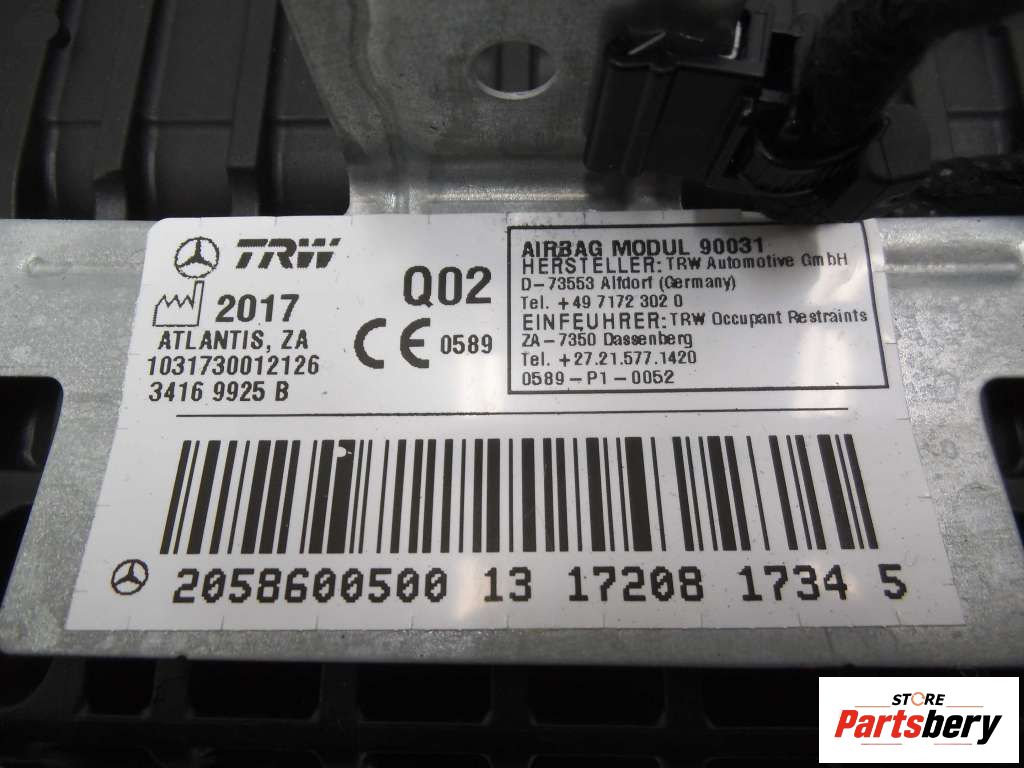 TRW
2017
Q02
ATLANTIS, ZA
CE 0589
1031730012126
3416 9925 B
AIRBAG MODUL 90031
HERSTELLER: TRW Automotive GmbH
D-73553 Alfdorf (Germany)
Tel. +49 7172 302 0
EINFEUHRER: TRW Occupant Restraints
ZA-7350 Dassenberg
Tel. +27.21.577.1420
0589-P1-0052
2058600500 13 17208 1734 5
STORE
Partsbery